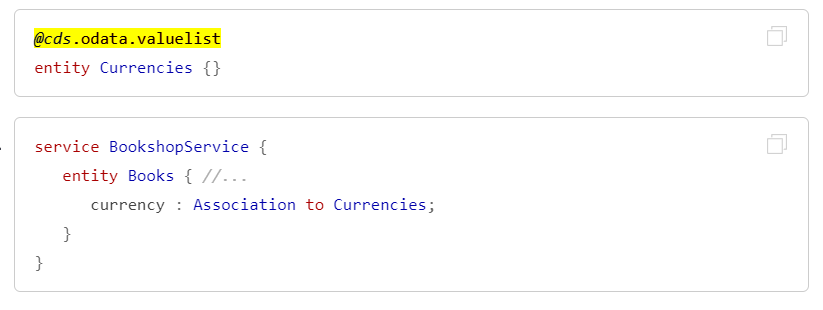 @cds.odata.valuelist
entity Currencies {}
service BookshopService {
entity Books { //...
currency : Association to Currencies;
}
}